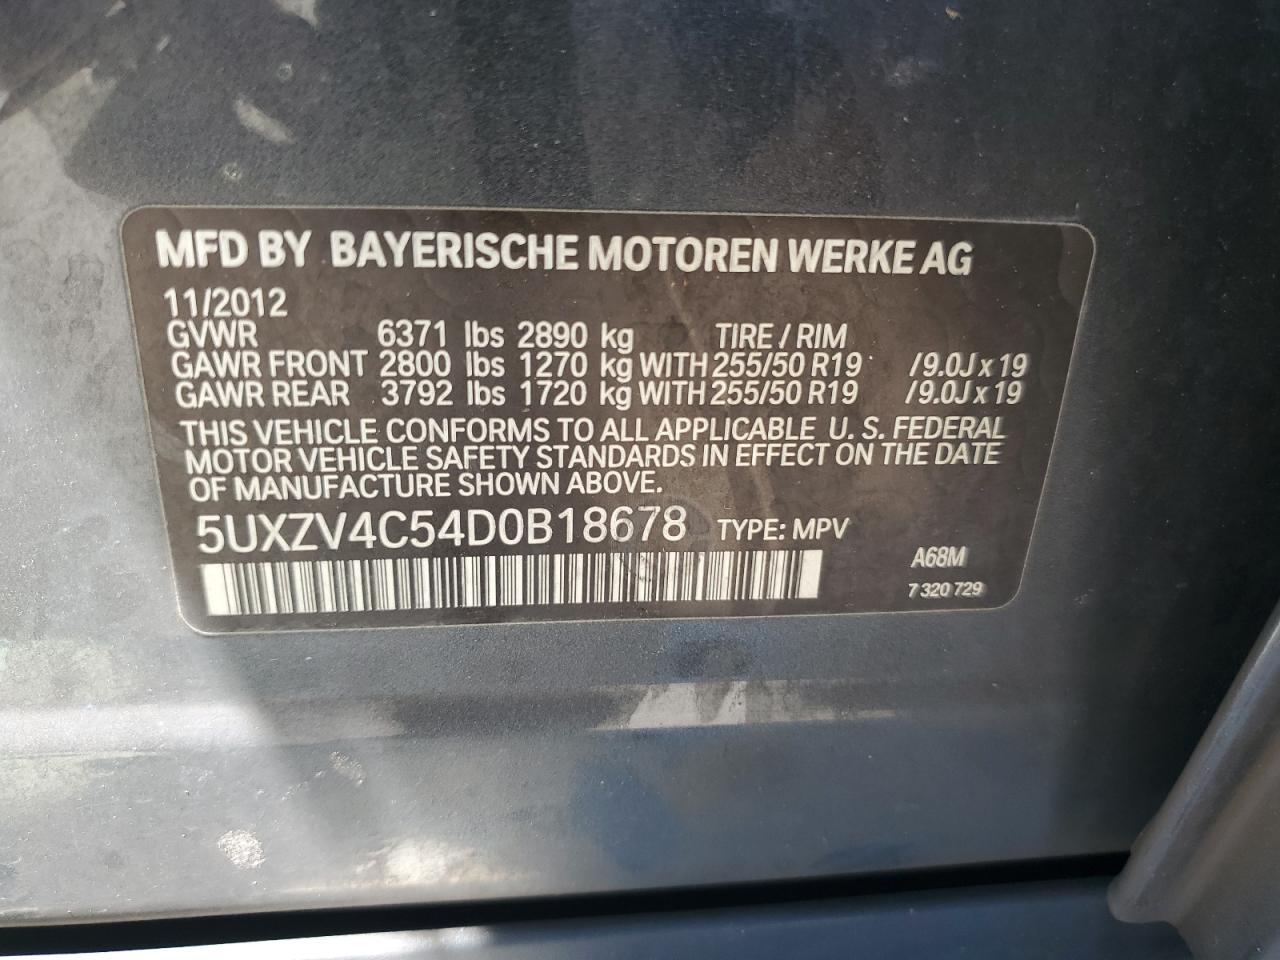 MFD BY BAYERISCHE MOTOREN WERKE AG
11/2012
GVWR 6371 lbs 2890 kg TIRE / RIM
GAWR FRONT 2800 lbs 1270 kg WITH 255/50 R19 /9.0J x 19
GAWR REAR 3792 lbs 1720 kg WITH 255/50 R19 /9.0J x 19
THIS VEHICLE CONFORMS TO ALL APPLICABLE U. S. FEDERAL
MOTOR VEHICLE SAFETY STANDARDS IN EFFECT ON THE DATE
OF MANUFACTURE SHOWN ABOVE.
5UXZV4C54D0B18678 TYPE: MPV
A68M
7 320 729